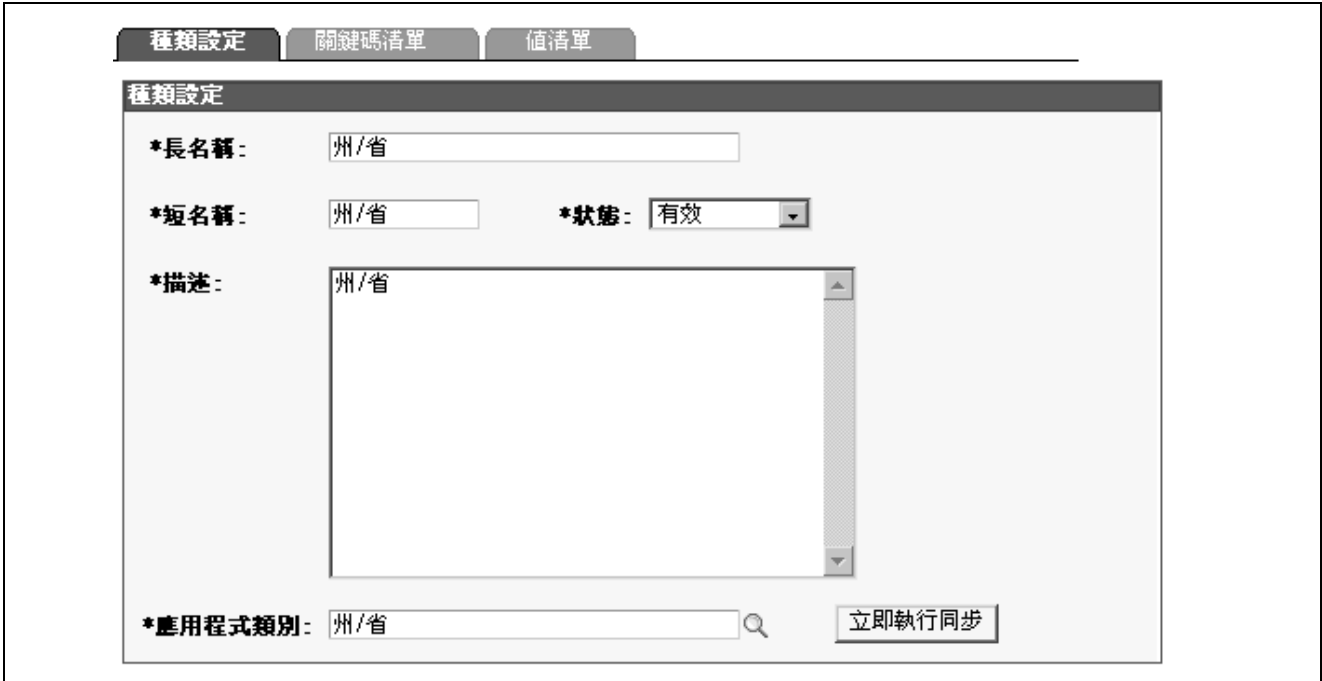 種類設定 關鍵碼清單 值清單
種類設定
*長名稱: 州/省
*短名稱: 州/省 *狀態: 有效
*描述: 州/省
*應用程式類別: 州/省 立即執行同步